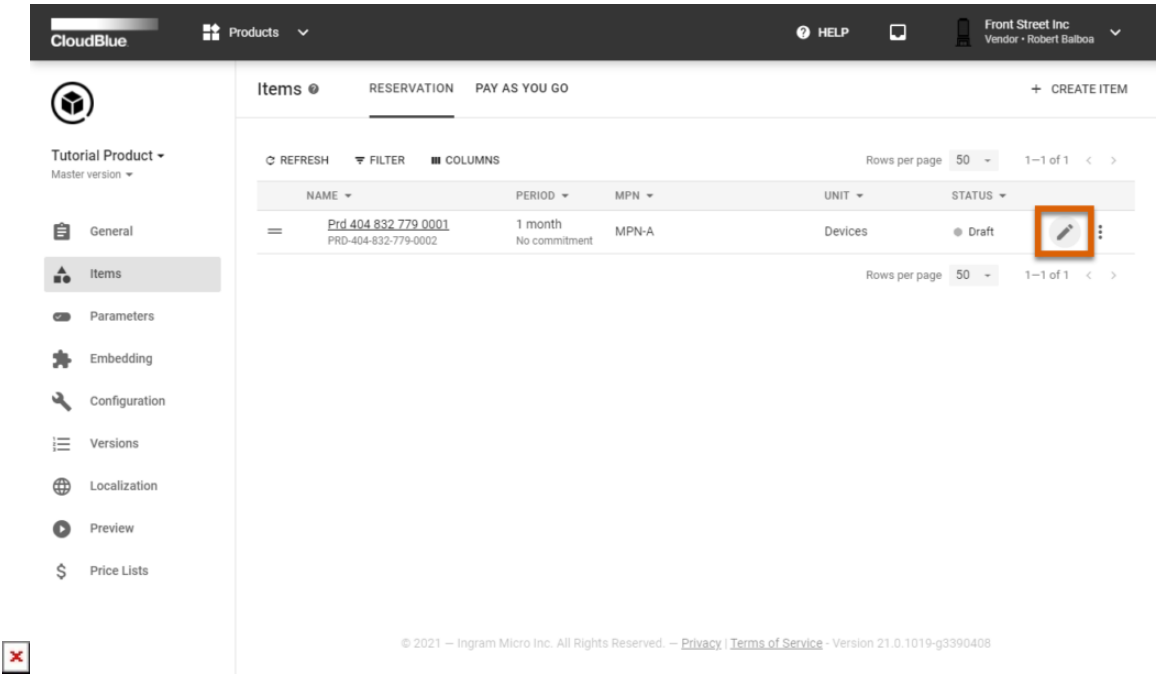 CloudBlue
Products
HELP
Front Street Inc
Vendor • Robert Balboa
Tutorial Product
Master version
General
Items
Parameters
Embedding
Configuration
Versions
Localization
Preview
Price Lists
Items
RESERVATION PAY AS YOU GO
+ CREATE ITEM
REFRESH FILTER COLUMNS
Rows per page 50 1–1 of 1 < >
NAME PERIOD MPN UNIT STATUS
Prd 404 832 779 0001 1 month MPN-A Devices Draft
PRD-404-832-779-0002 No commitment
Rows per page 50 1–1 of 1 < >
© 2021 — Ingram Micro Inc. All Rights Reserved. — Privacy | Terms of Service - Version 21.0.1019-g3390408